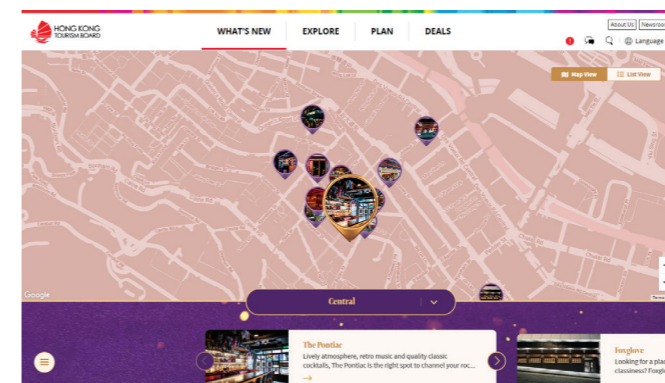 HONG KONG
TOURISM BOARD
WHAT'S NEW
EXPLORE
PLAN
DEALS
About Us
Newsroo
Language
Map View
List View
Google
Central
The Pontiac
Lively atmosphere, retro music and quality classic
cocktails, The Pontiac is the right spot to channel your roc...
Foxglove
Looking for a plac
classiness? Foxgl